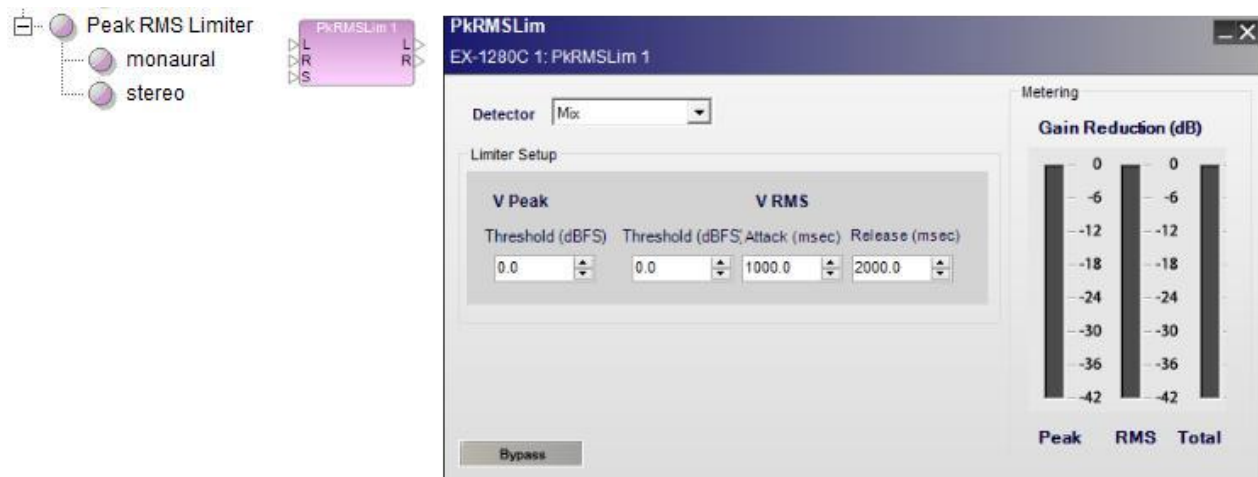 Peak RMS Limiter
monaural
stereo
PkRMSLim 1
L L
R R
S
PkRMSLim
EX-1280C 1: PkRMSLim 1
Detector Mix
Limiter Setup
V Peak V RMS
Threshold (dBFS) Threshold (dBFS) Attack (msec) Release (msec)
0.0 0.0 1000.0 2000.0
Bypass
Metering
Gain Reduction (dB)
0 0
-6 -6
-12 -12
-18 -18
-24 -24
-30 -30
-36 -36
-42 -42
Peak RMS Total